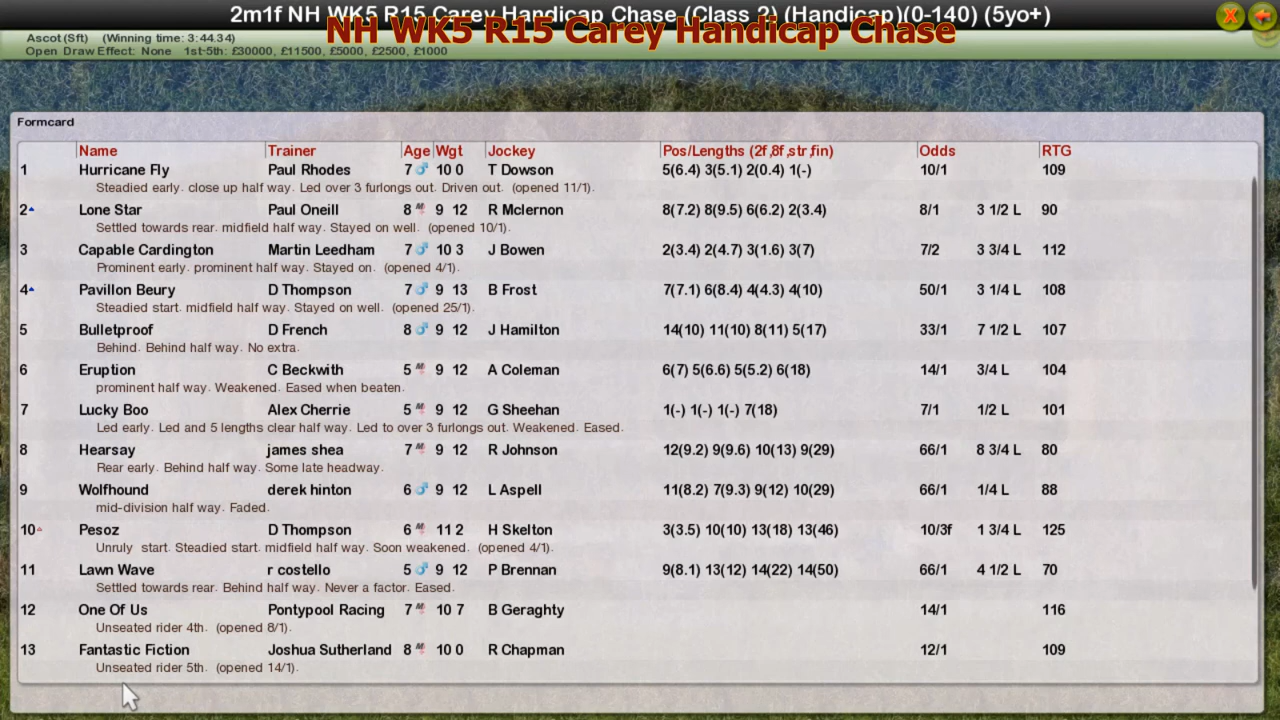 2m1f NH WK5 R15 Carey Handicap Chase (Class 2) (Handicap)(0-140) (5yo+)
NH WK5 R15 Carey Handicap Chase
Ascot(Sft) (Winning time: 3:44.34)
Open Draw Effect: None 1st-5th: £30000, £11500, £5000, £2500, £1000
Formcard
Name Trainer Age Wgt Jockey Pos/Lengths (2f,8f,str,fin) Odds RTG
1 Hurricane Fly Paul Rhodes 7 10 0 T Dowson 5(6.4) 3(5.1) 2(0.4) 1(-) 10/1 109
Steadied early. close up half way. Led over 3 furlongs out. Driven out. (opened 11/1).
2 Lone Star Paul Oneill 8 9 12 R Mclernon 8(7.2) 8(9.5) 6(6.2) 2(3.4) 8/1 3 1/2 L 90
Settled towards rear. midfield half way. Stayed on well. (opened 10/1).
3 Capable Cardington Martin Leedham 7 10 3 J Bowen 2(3.4) 2(4.7) 3(1.6) 3(7) 7/2 3 3/4 L 112
Prominent early. prominent half way. Stayed on. (opened 4/1).
4 Pavillon Beury D Thompson 7 9 13 B Frost 7(7.1) 6(8.4) 4(4.3) 4(10) 50/1 3 1/4 L 108
Steadied start. midfield half way. Stayed on well. (opened 25/1).
5 Bulletproof D French 8 9 12 J Hamilton 14(10) 11(10) 8(11) 5(17) 33/1 7 1/2 L 107
Behind. Behind half way. No extra.
6 Eruption C Beckwith 5 9 12 A Coleman 6(7) 5(6.6) 5(5.2) 6(18) 14/1 3/4 L 104
prominent half way. Weakened. Eased when beaten.
7 Lucky Boo Alex Cherrie 5 9 12 G Sheehan 1(-) 1(-) 1(-) 7(18) 7/1 1/2 L 101
Led early. Led and 5 lengths clear half way. Led to over 3 furlongs out. Weakened. Eased.
8 Hearsay james shea 7 9 12 R Johnson 12(9.2) 9(9.6) 10(13) 9(29) 66/1 8 3/4 L 80
Rear early. Behind half way. Some late headway.
9 Wolfhound derek hinton 6 9 12 L Aspell 11(8.2) 7(9.3) 9(12) 10(29) 66/1 1/4 L 88
mid-division half way. Faded.
10 Pesoz D Thompson 6 11 2 H Skelton 3(3.5) 10(10) 13(18) 13(46) 10/3f 1 3/4 L 125
Unruly start. Steadied start. midfield half way. Soon weakened. (opened 4/1).
11 Lawn Wave r costello 5 9 12 P Brennan 9(8.1) 13(12) 14(22) 14(50) 66/1 4 1/2 L 70
Settled towards rear. Behind half way. Never a factor. Eased.
12 One Of Us Pontypool Racing 7 10 7 B Geraghty 14/1 116
Unseated rider 4th. (opened 8/1).
13 Fantastic Fiction Joshua Sutherland 8 10 0 R Chapman 12/1 109
Unseated rider 5th. (opened 14/1).